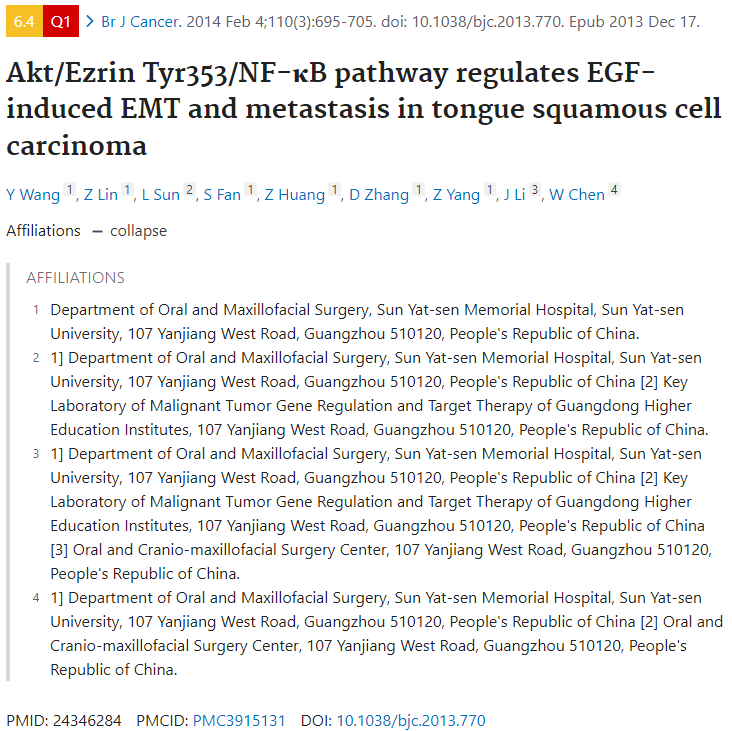 6.4 Q1 > Br J Cancer. 2014 Feb 4;110(3):695-705. doi: 10.1038/bjc.2013.770. Epub 2013 Dec 17.
Akt/Ezrin Tyr353/NF-κB pathway regulates EGF-
induced EMT and metastasis in tongue squamous cell
carcinoma
Y Wang 1, Z Lin 1, L Sun 2, S Fan 1, Z Huang 1, D Zhang 1, Z Yang 1, J Li 3, W Chen 4
Affiliations — collapse
AFFILIATIONS
1 Department of Oral and Maxillofacial Surgery, Sun Yat-sen Memorial Hospital, Sun Yat-sen
University, 107 Yanjiang West Road, Guangzhou 510120, People's Republic of China.
2 1] Department of Oral and Maxillofacial Surgery, Sun Yat-sen Memorial Hospital, Sun Yat-sen
University, 107 Yanjiang West Road, Guangzhou 510120, People's Republic of China [2] Key
Laboratory of Malignant Tumor Gene Regulation and Target Therapy of Guangdong Higher
Education Institutes, 107 Yanjiang West Road, Guangzhou 510120, People's Republic of China.
3 1] Department of Oral and Maxillofacial Surgery, Sun Yat-sen Memorial Hospital, Sun Yat-sen
University, 107 Yanjiang West Road, Guangzhou 510120, People's Republic of China [2] Key
Laboratory of Malignant Tumor Gene Regulation and Target Therapy of Guangdong Higher
Education Institutes, 107 Yanjiang West Road, Guangzhou 510120, People's Republic of China
[3] Oral and Cranio-maxillofacial Surgery Center, 107 Yanjiang West Road, Guangzhou 510120,
People's Republic of China.
4 1] Department of Oral and Maxillofacial Surgery, Sun Yat-sen Memorial Hospital, Sun Yat-sen
University, 107 Yanjiang West Road, Guangzhou 510120, People's Republic of China [2] Oral and
Cranio-maxillofacial Surgery Center, 107 Yanjiang West Road, Guangzhou 510120, People's
Republic of China.
PMID: 24346284 PMCID: PMC3915131 DOI: 10.1038/bjc.2013.770